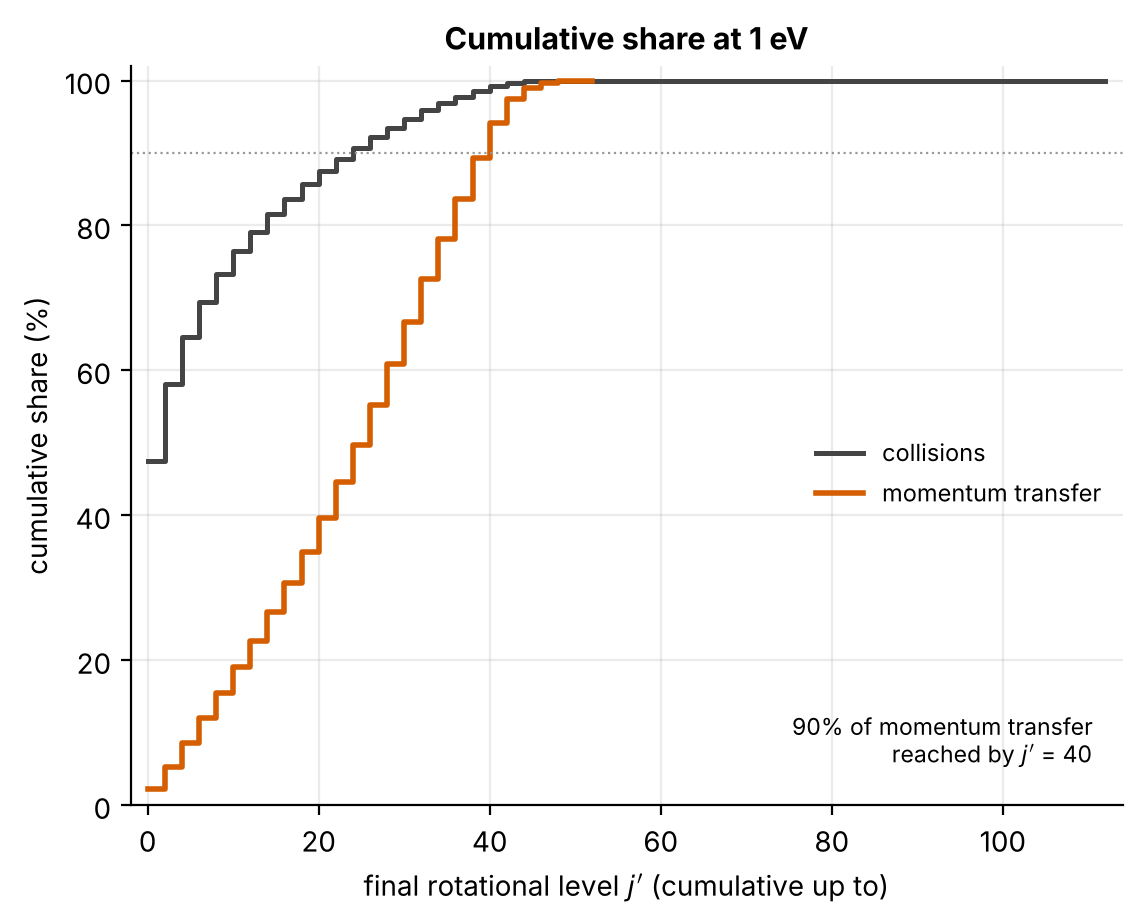 Cumulative share at 1 eV
cumulative share (%)
100
80
60
40
20
0
collisions
momentum transfer
90% of momentum transfer
reached by j′ = 40
0 20 40 60 80 100
final rotational level j′ (cumulative up to)